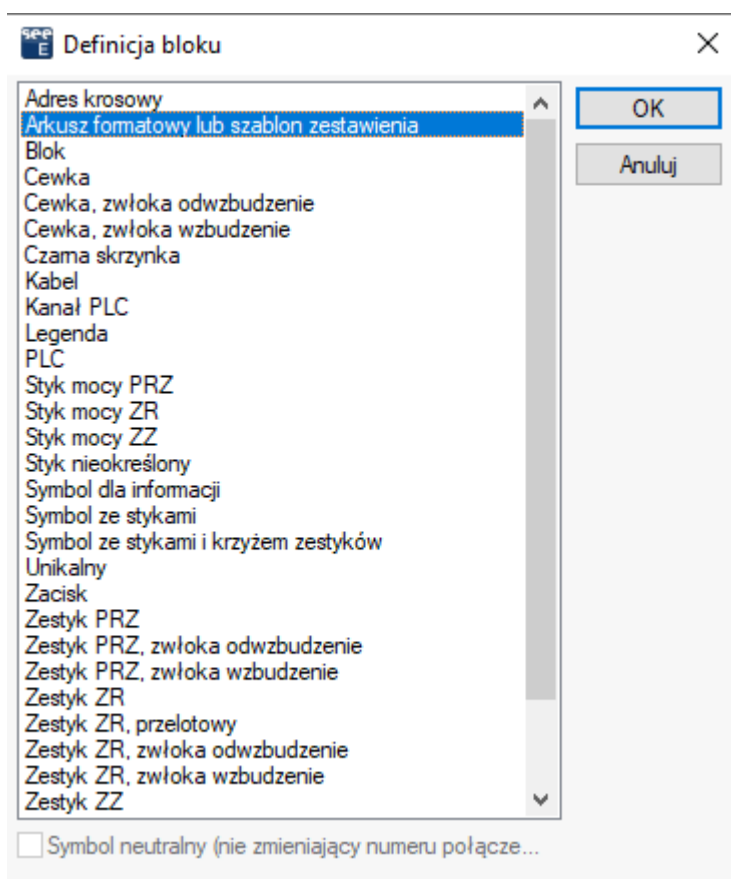 see
E
Definicja bloku
Adres krosowy
OK
Arkusz formatowy lub szablon zestawienia
Blok
Anuluj
Cewka
Cewka, zwłoka odwzbudzenie
Cewka, zwłoka wzbudzenie
Czarna skrzynka
Kabel
Kanał PLC
Legenda
PLC
Styk mocy PRZ
Styk mocy ZR
Styk mocy ZZ
Styk nieokreślony
Symbol dla informacji
Symbol ze stykami
Symbol ze stykami i krzyżem zestyków
Unikalny
Zacisk
Zestyk PRZ
Zestyk PRZ, zwłoka odwzbudzenie
Zestyk PRZ, zwłoka wzbudzenie
Zestyk ZR
Zestyk ZR, przelotowy
Zestyk ZR, zwłoka odwzbudzenie
Zestyk ZR, zwłoka wzbudzenie
Zestyk ZZ
Symbol neutralny (nie zmieniający numeru połącze...